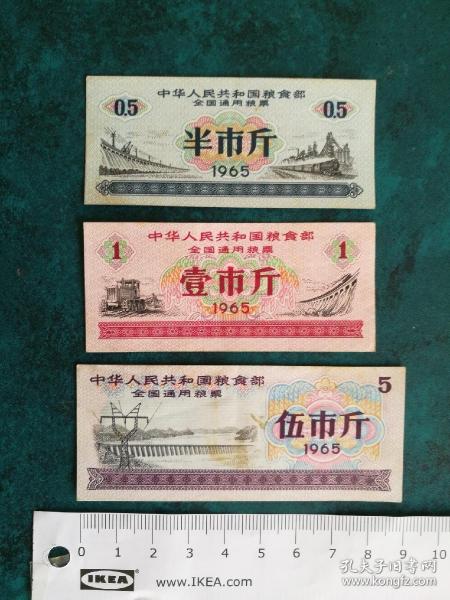 中华人民共和国粮食部
全国通用粮票
0.5 0.5
半市斤
1965
中华人民共和国粮食部
全国通用粮票
1 1
壹市斤
1965
中华人民共和国粮食部
全国通用粮票
5
伍市斤
1965
0 1 2 3 4 5 6 7 8 9 10
IKEA
www.IKEA.com
孔夫子旧书网
www.kongfz.com